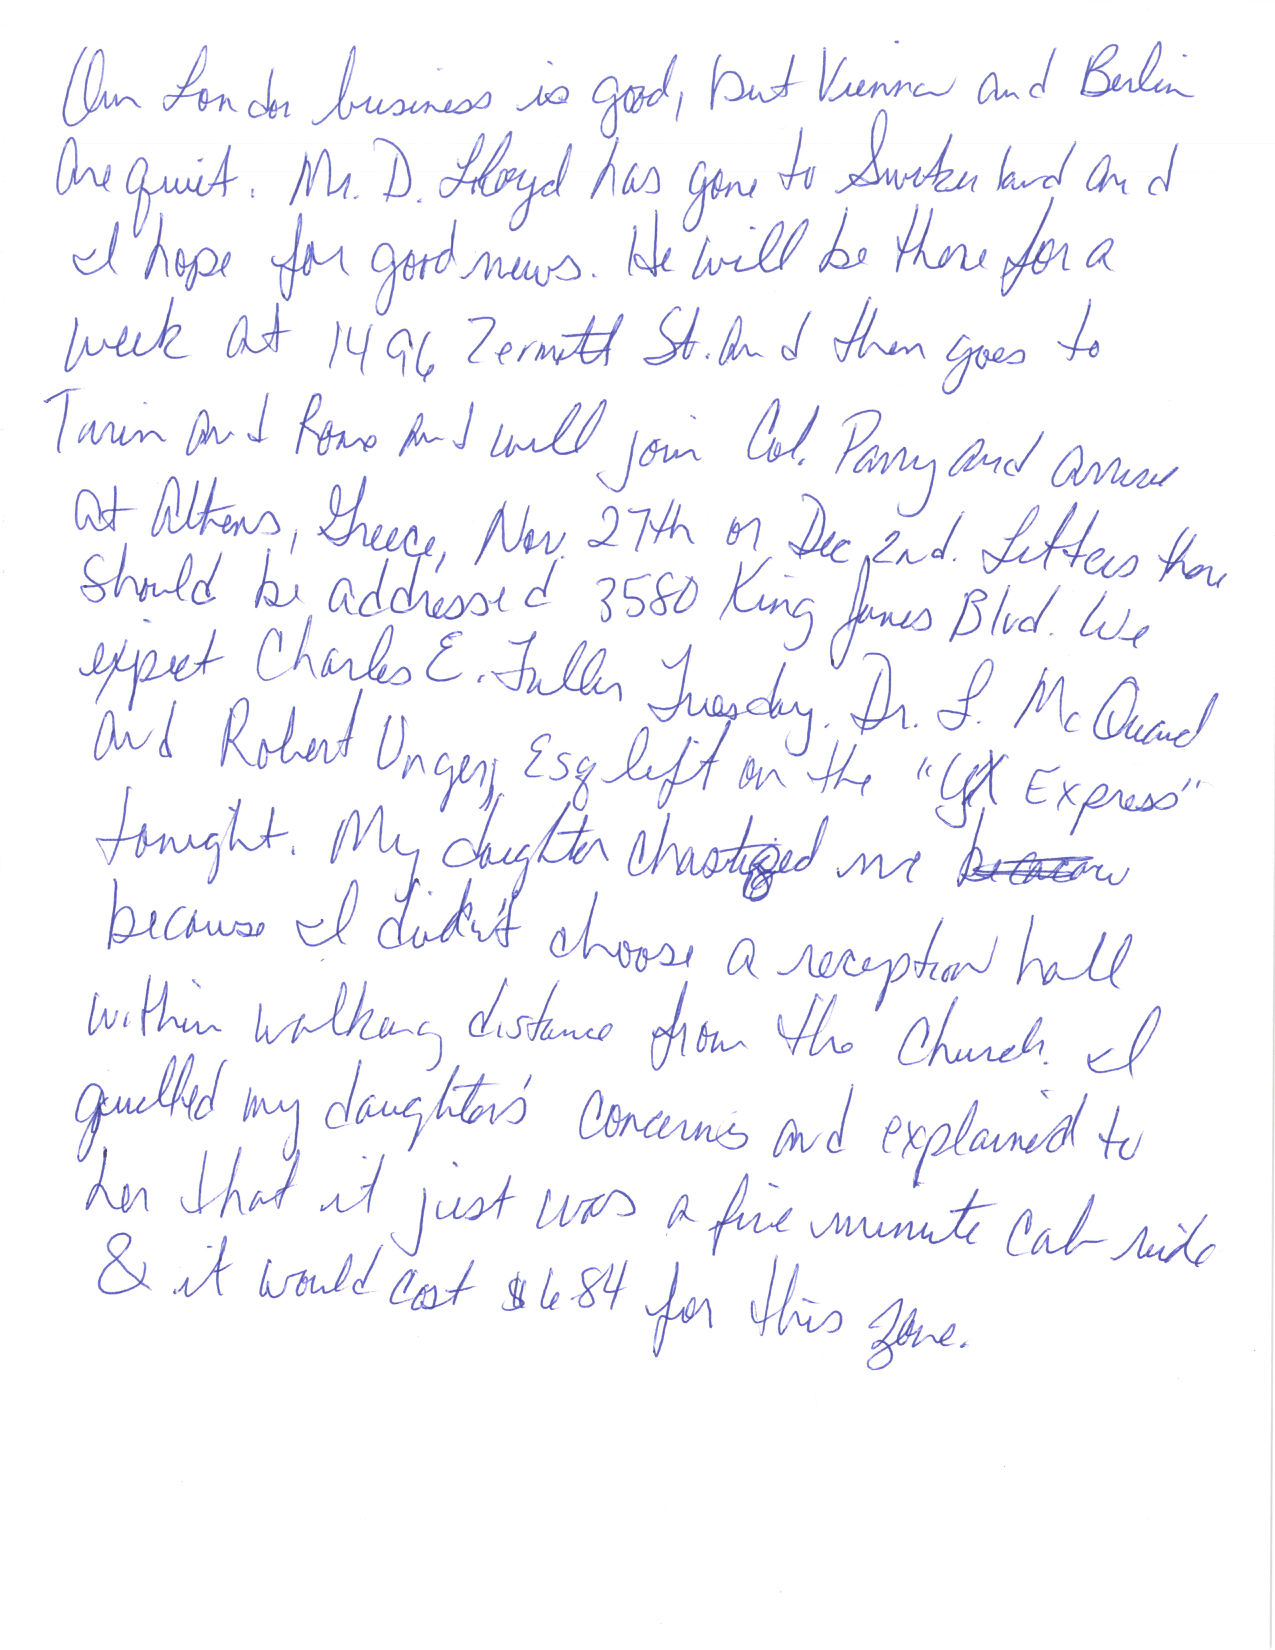 Our London business is good, but Vienna and Berlin
are quiet. Mr. D. Lloyd has gone to Switzerland and
I hope for good news. He will be there for a
week at 1496 Zermott St. and then goes to
Turin and Rome and will join Col. Parry and arrive
at Athens, Greece, Nov. 27th or Dec 2nd. Letters there
should be addressed 3580 King James Blvd. We
expect Charles E. Fuller Tuesday. Dr. L. McQuaid
and Robert Unger, Esq left on the "YX Express"
tonight. My daughter chastized me
because I didn't choose a reception hall
within walking distance from the church. I
quelled my daughter's concerns and explained to
her that it just was a five minute cab ride
& it would cost $684 for this zone.